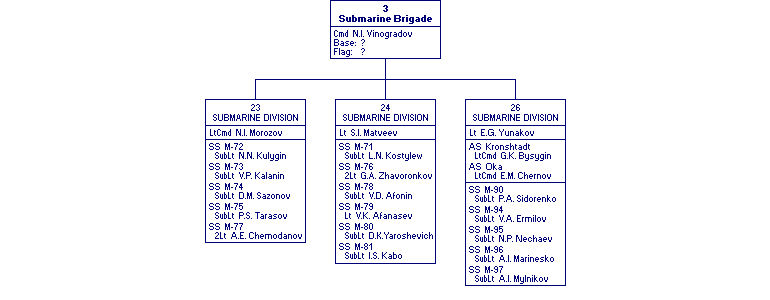 3
Submarine Brigade
Cmd N.I. Vinogradov
Base: ?
Flag: ?
23
SUBMARINE DIVISION
LtCmd N.I. Morozov
SS M-72
SubLt N.N. Kulygin
SS M-73
SubLt V.P. Kalanin
SS M-74
SubLt D.M. Sazonov
SS M-75
SubLt P.S. Tarasov
SS M-77
2Lt A.E. Chernodanov
24
SUBMARINE DIVISION
Lt S.I. Matveev
SS M-71
SubLt L.N. Kostylew
SS M-76
2Lt G.A. Zhavoronkov
SS M-78
SubLt V.D. Afonin
SS M-79
Lt V.K. Afanasev
SS M-80
SubLt D.K.Yaroshevich
SS M-81
SubLt I.S. Kabo
26
SUBMARINE DIVISION
Lt E.G. Yunakov
AS Kronshtadt
LtCmd G.K. Bysygin
AS Oka
LtCmd E.M. Chernov
SS M-90
SubLt P.A. Sidorenko
SS M-94
SubLt V.A. Ermilov
SS M-95
SubLt N.P. Nechaev
SS M-96
SubLt A.I. Marinesko
SS M-97
SubLt A.I. Mylnikov